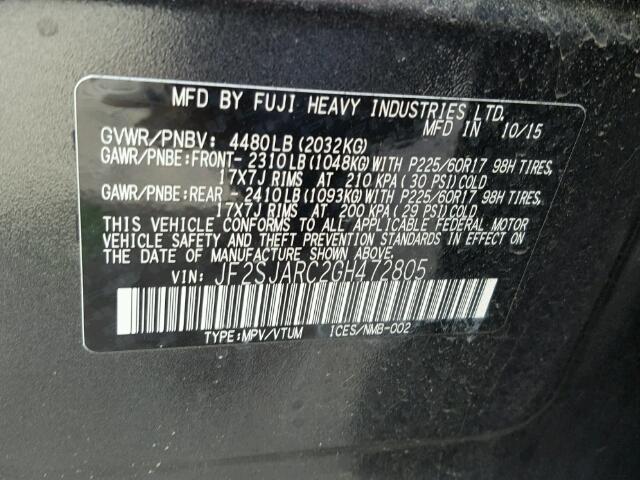 MFD BY FUJI HEAVY INDUSTRIES LTD.
MFD IN 10/15
GVWR/PNBV: 4480LB(2032KG)
GAWR/PNBE:FRONT- 2310LB(1048KG)WITH P225/60R17 98H TIRES,
17X7J RIMS AT 210 KPA( 30 PSI)COLD
GAWR/PNBE:REAR - 2410LB(1093KG)WITH P225/60R17 98H TIRES,
17X7J RIMS AT 200 KPA( 29 PSI)COLD.
THIS VEHICLE CONFORMS TO ALL APPLICABLE FEDERAL MOTOR
VEHICLE SAFETY AND THEFT PREVENTION STANDARDS IN EFFECT ON
THE DATE OF MANUFACTURE SHOWN ABOVE.
VIN: JF2SJARC2GH472805
TYPE:MPV/VTUM ICES/NMB-002